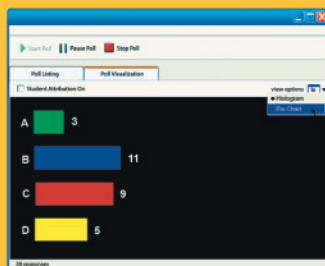 Start Poll Pause Poll Stop Poll
Poll Listing Poll Visualization
Student Attribution On view options
Histogram
Pie Chart
A 3
B 11
C 9
D 5
28 responses